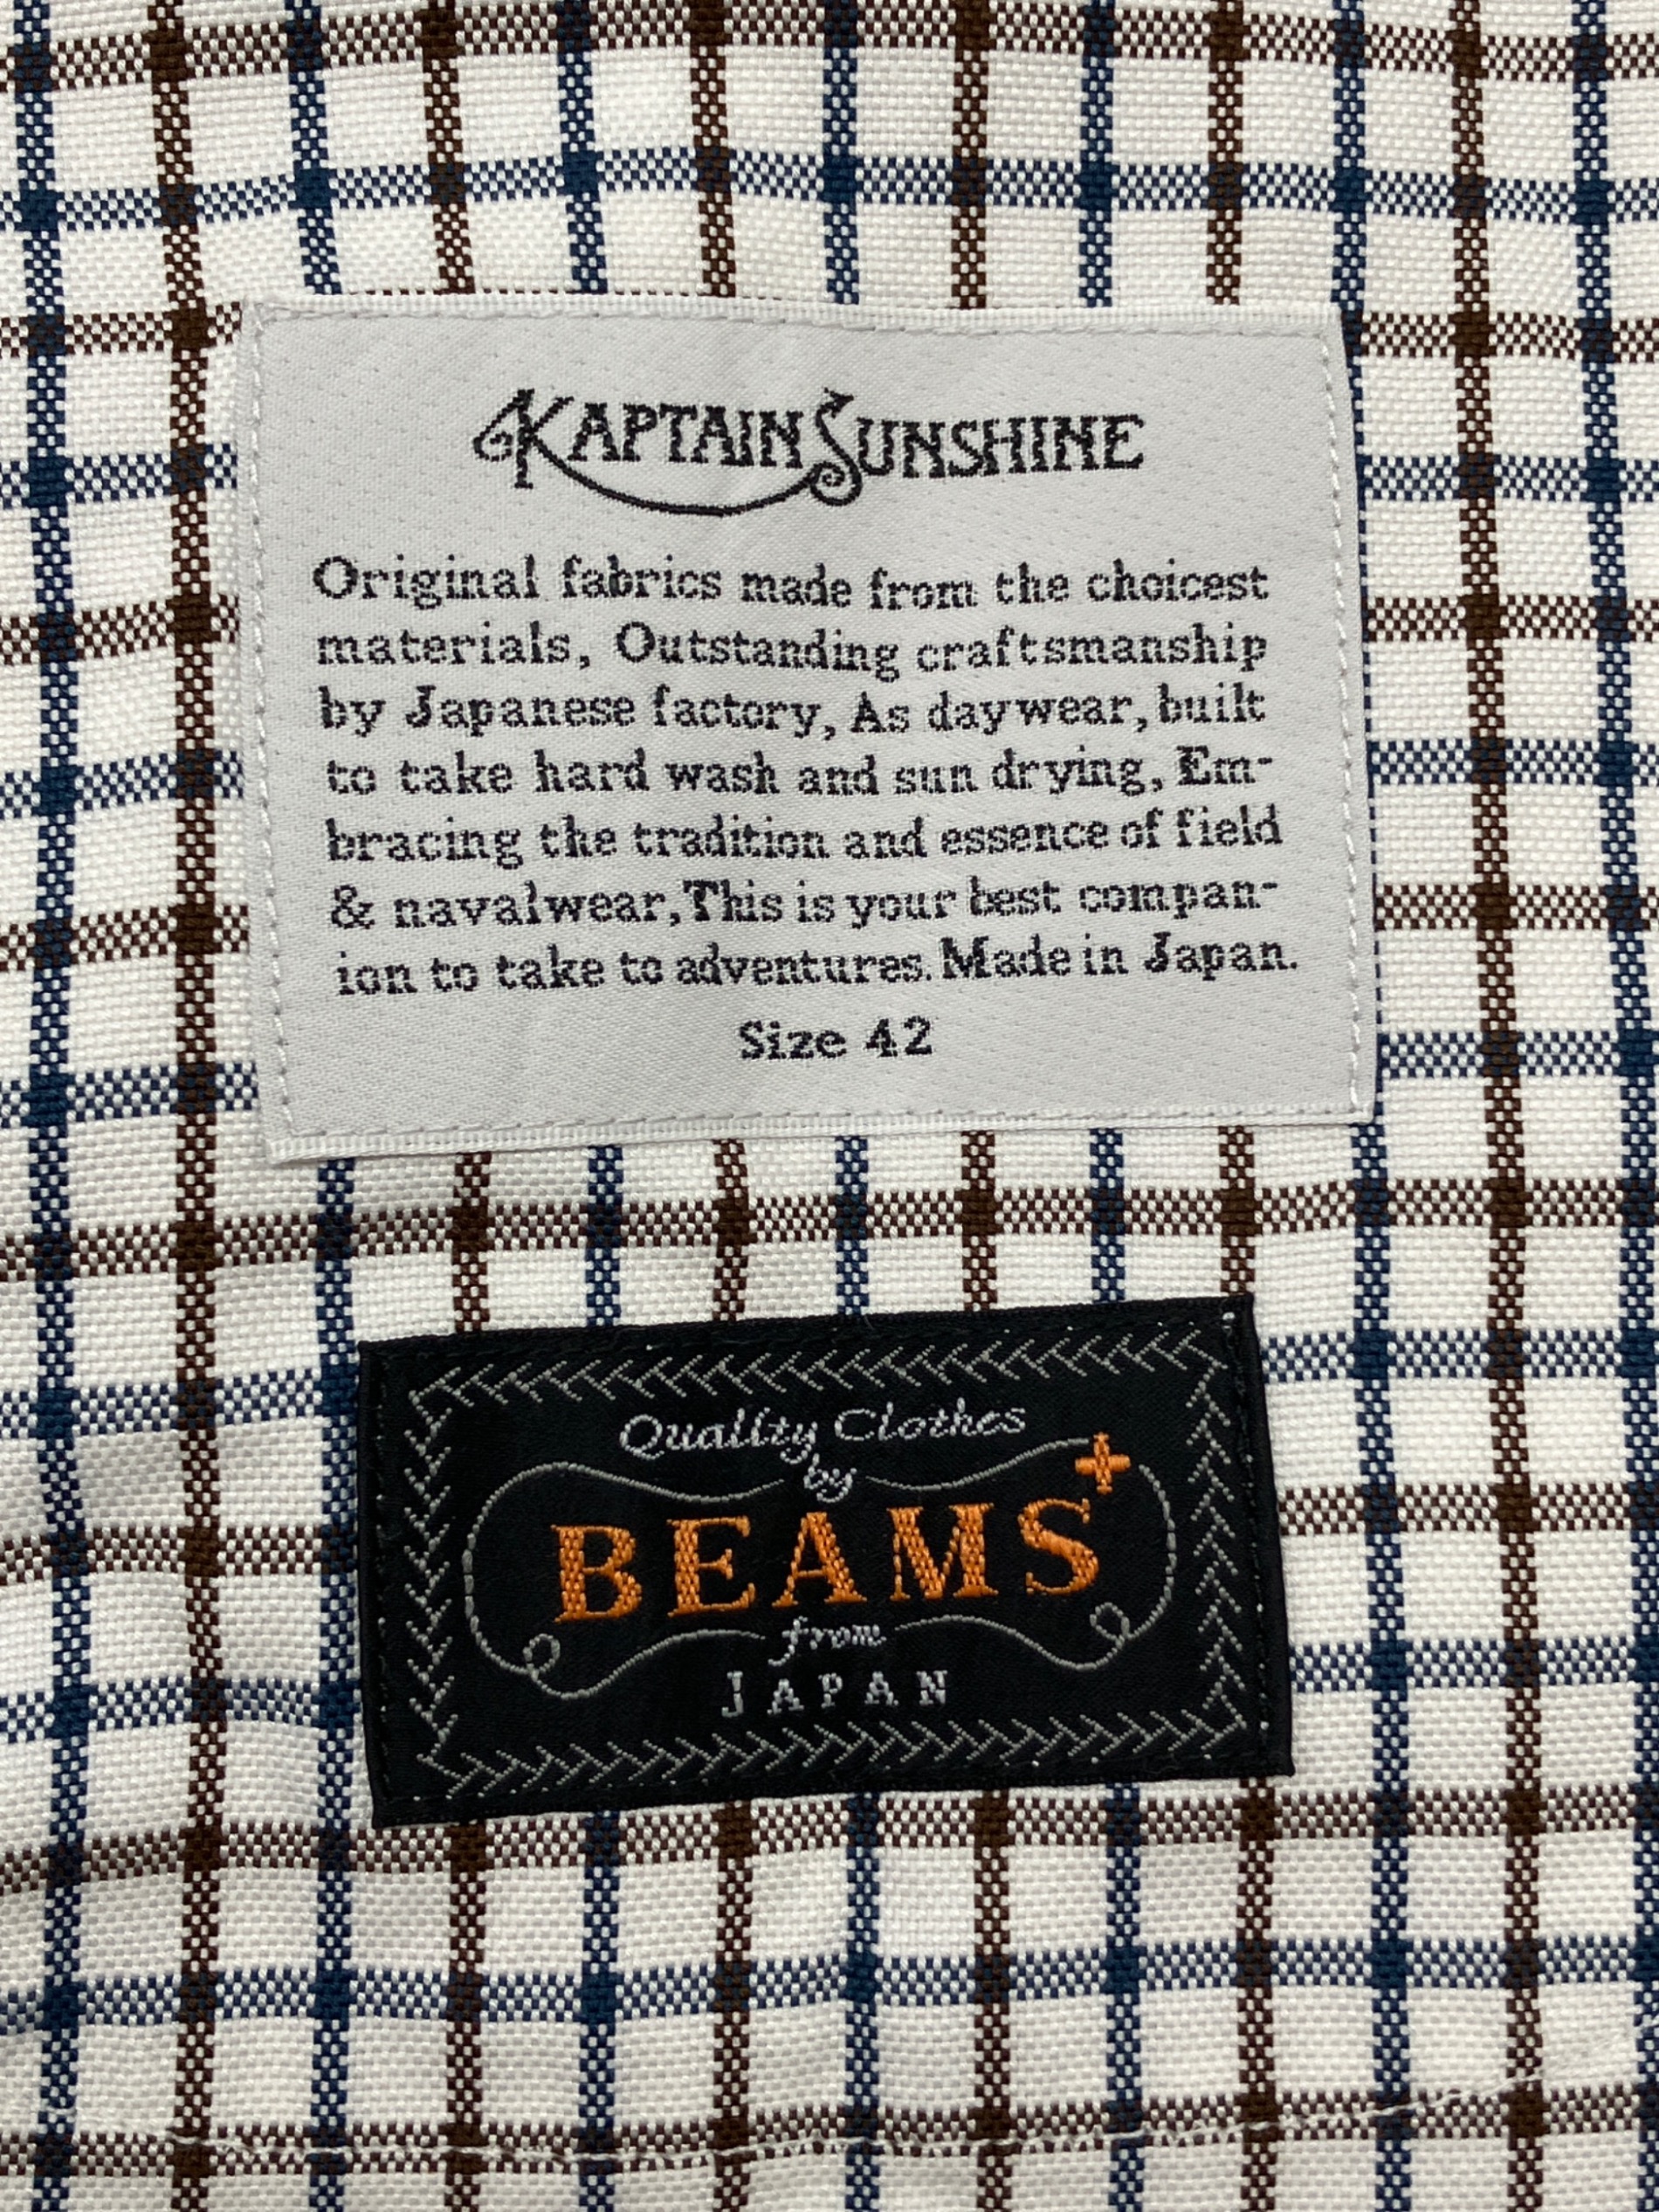 KAPTAIN SUNSHINE
Original fabrics made from the choicest
materials, Outstanding craftsmanship
by Japanese factory, As day wear, built
to take hard wash and sun drying, Em-
bracing the tradition and essence of field
& navalwear, This is your best compan-
ion to take to adventures. Made in Japan.
Size 42
Quality Clothes
by
BEAMS+
from
JAPAN